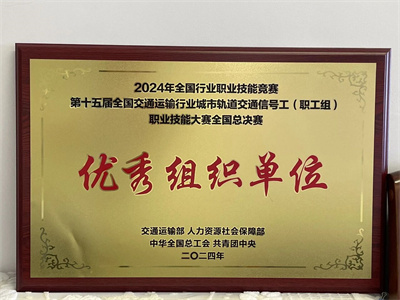 2024年全国行业职业技能竞赛
第十五届全国交通运输行业城市轨道交通信号工（职工组）
职业技能大赛全国总决赛
优秀组织单位
交通运输部 人力资源社会保障部
中华全国总工会 共青团中央
二〇二四年